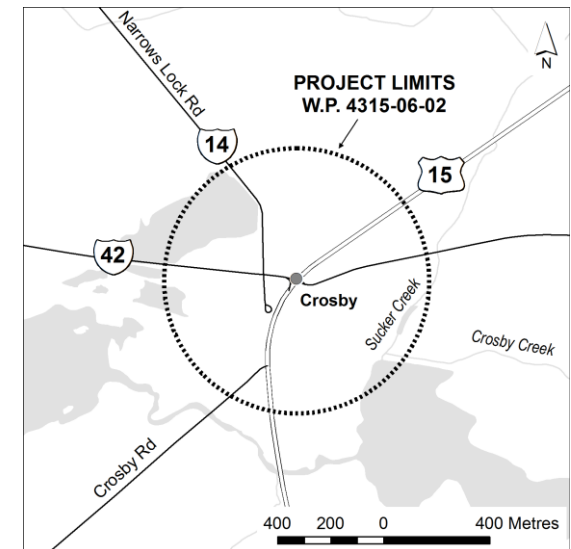 Narrows Lock Rd
N
PROJECT LIMITS
W.P. 4315-06-02
14
15
42
Crosby
Sucker Creek
Crosby Creek
Crosby Rd
400 200 0 400 Metres